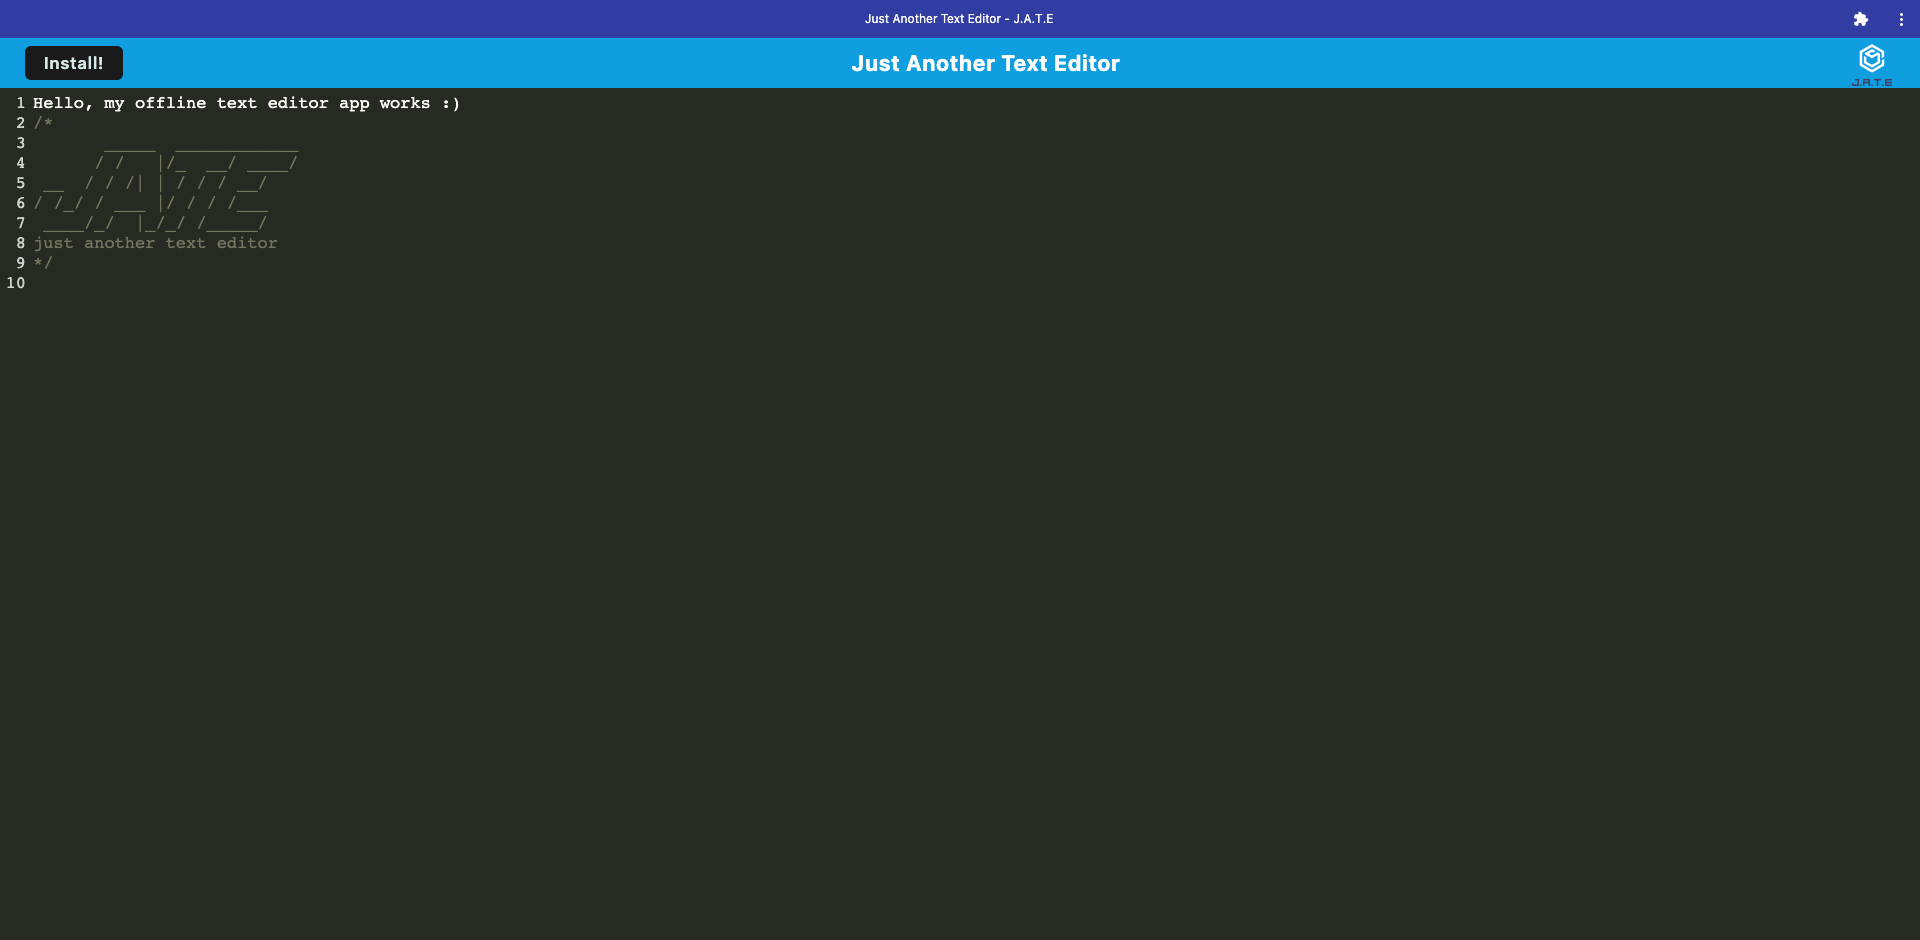 Just Another Text Editor - J.A.T.E
Install!
Just Another Text Editor
J.A.T.E
1 Hello, my offline text editor app works :)
2 /*
3        _____  ____________
4       / /   |/_  __/ ____/
5  __  / / /| | / / / __/
6 / /_/ / ___ |/ / / /___
7  ____/_/  |_/_/ /_____/
8 just another text editor
9 */
10